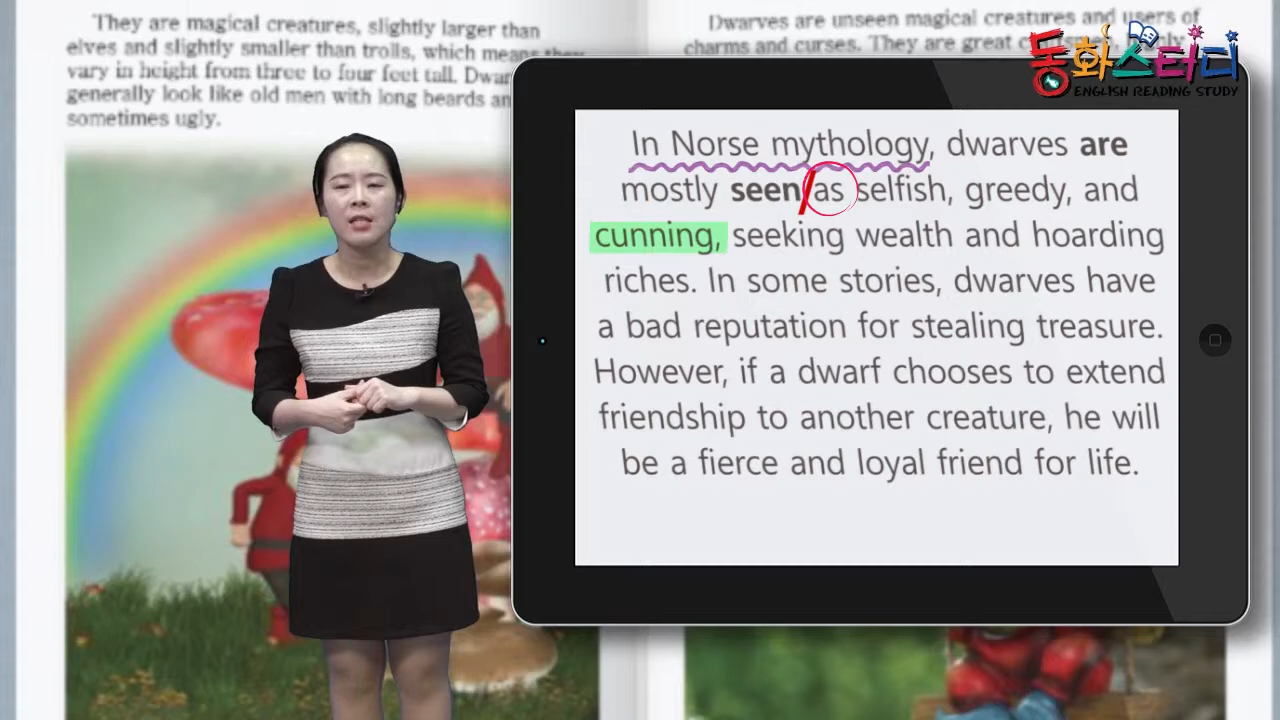 They are magical creatures, slightly larger than
elves and slightly smaller than trolls, which means they
vary in height from three to four feet tall.
generally look like old men with long beards
sometimes ugly.
Dwarves are unseen magical creatures and users of
charms and curses. They are great
동화스터디
ENGLISH READING STUDY
In Norse mythology, dwarves are
mostly seen/as selfish, greedy, and
cunning, seeking wealth and hoarding
riches. In some stories, dwarves have
a bad reputation for stealing treasure.
However, if a dwarf chooses to extend
friendship to another creature, he will
be a fierce and loyal friend for life.